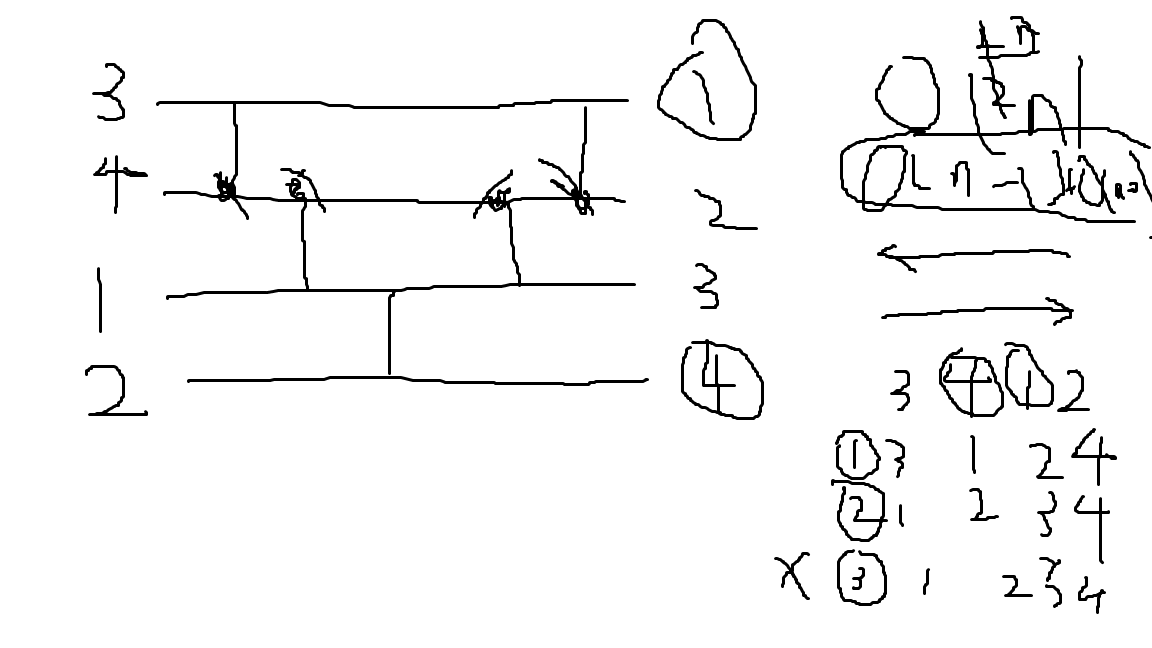 3 1
4 2
1 3
2 4
3 4 1 2
1 3 1 2 4
2 1 2 3 4
X 3 1 2 3 4